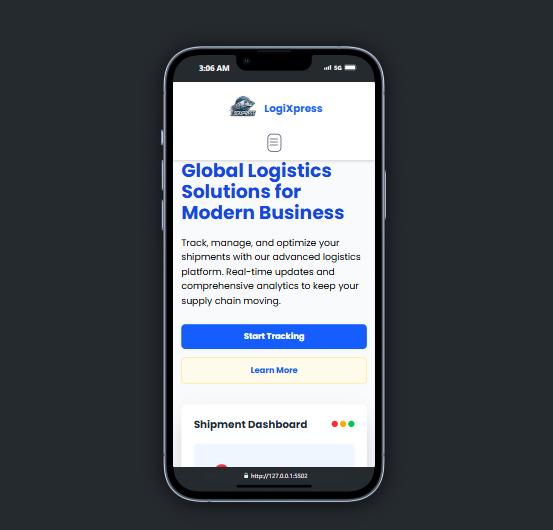 3:06 AM 5G
LogiXpress
Global Logistics
Solutions for
Modern Business
Track, manage, and optimize your
shipments with our advanced logistics
platform. Real-time updates and
comprehensive analytics to keep your
supply chain moving.
Start Tracking
Learn More
Shipment Dashboard
http://127.0.0.1:5502